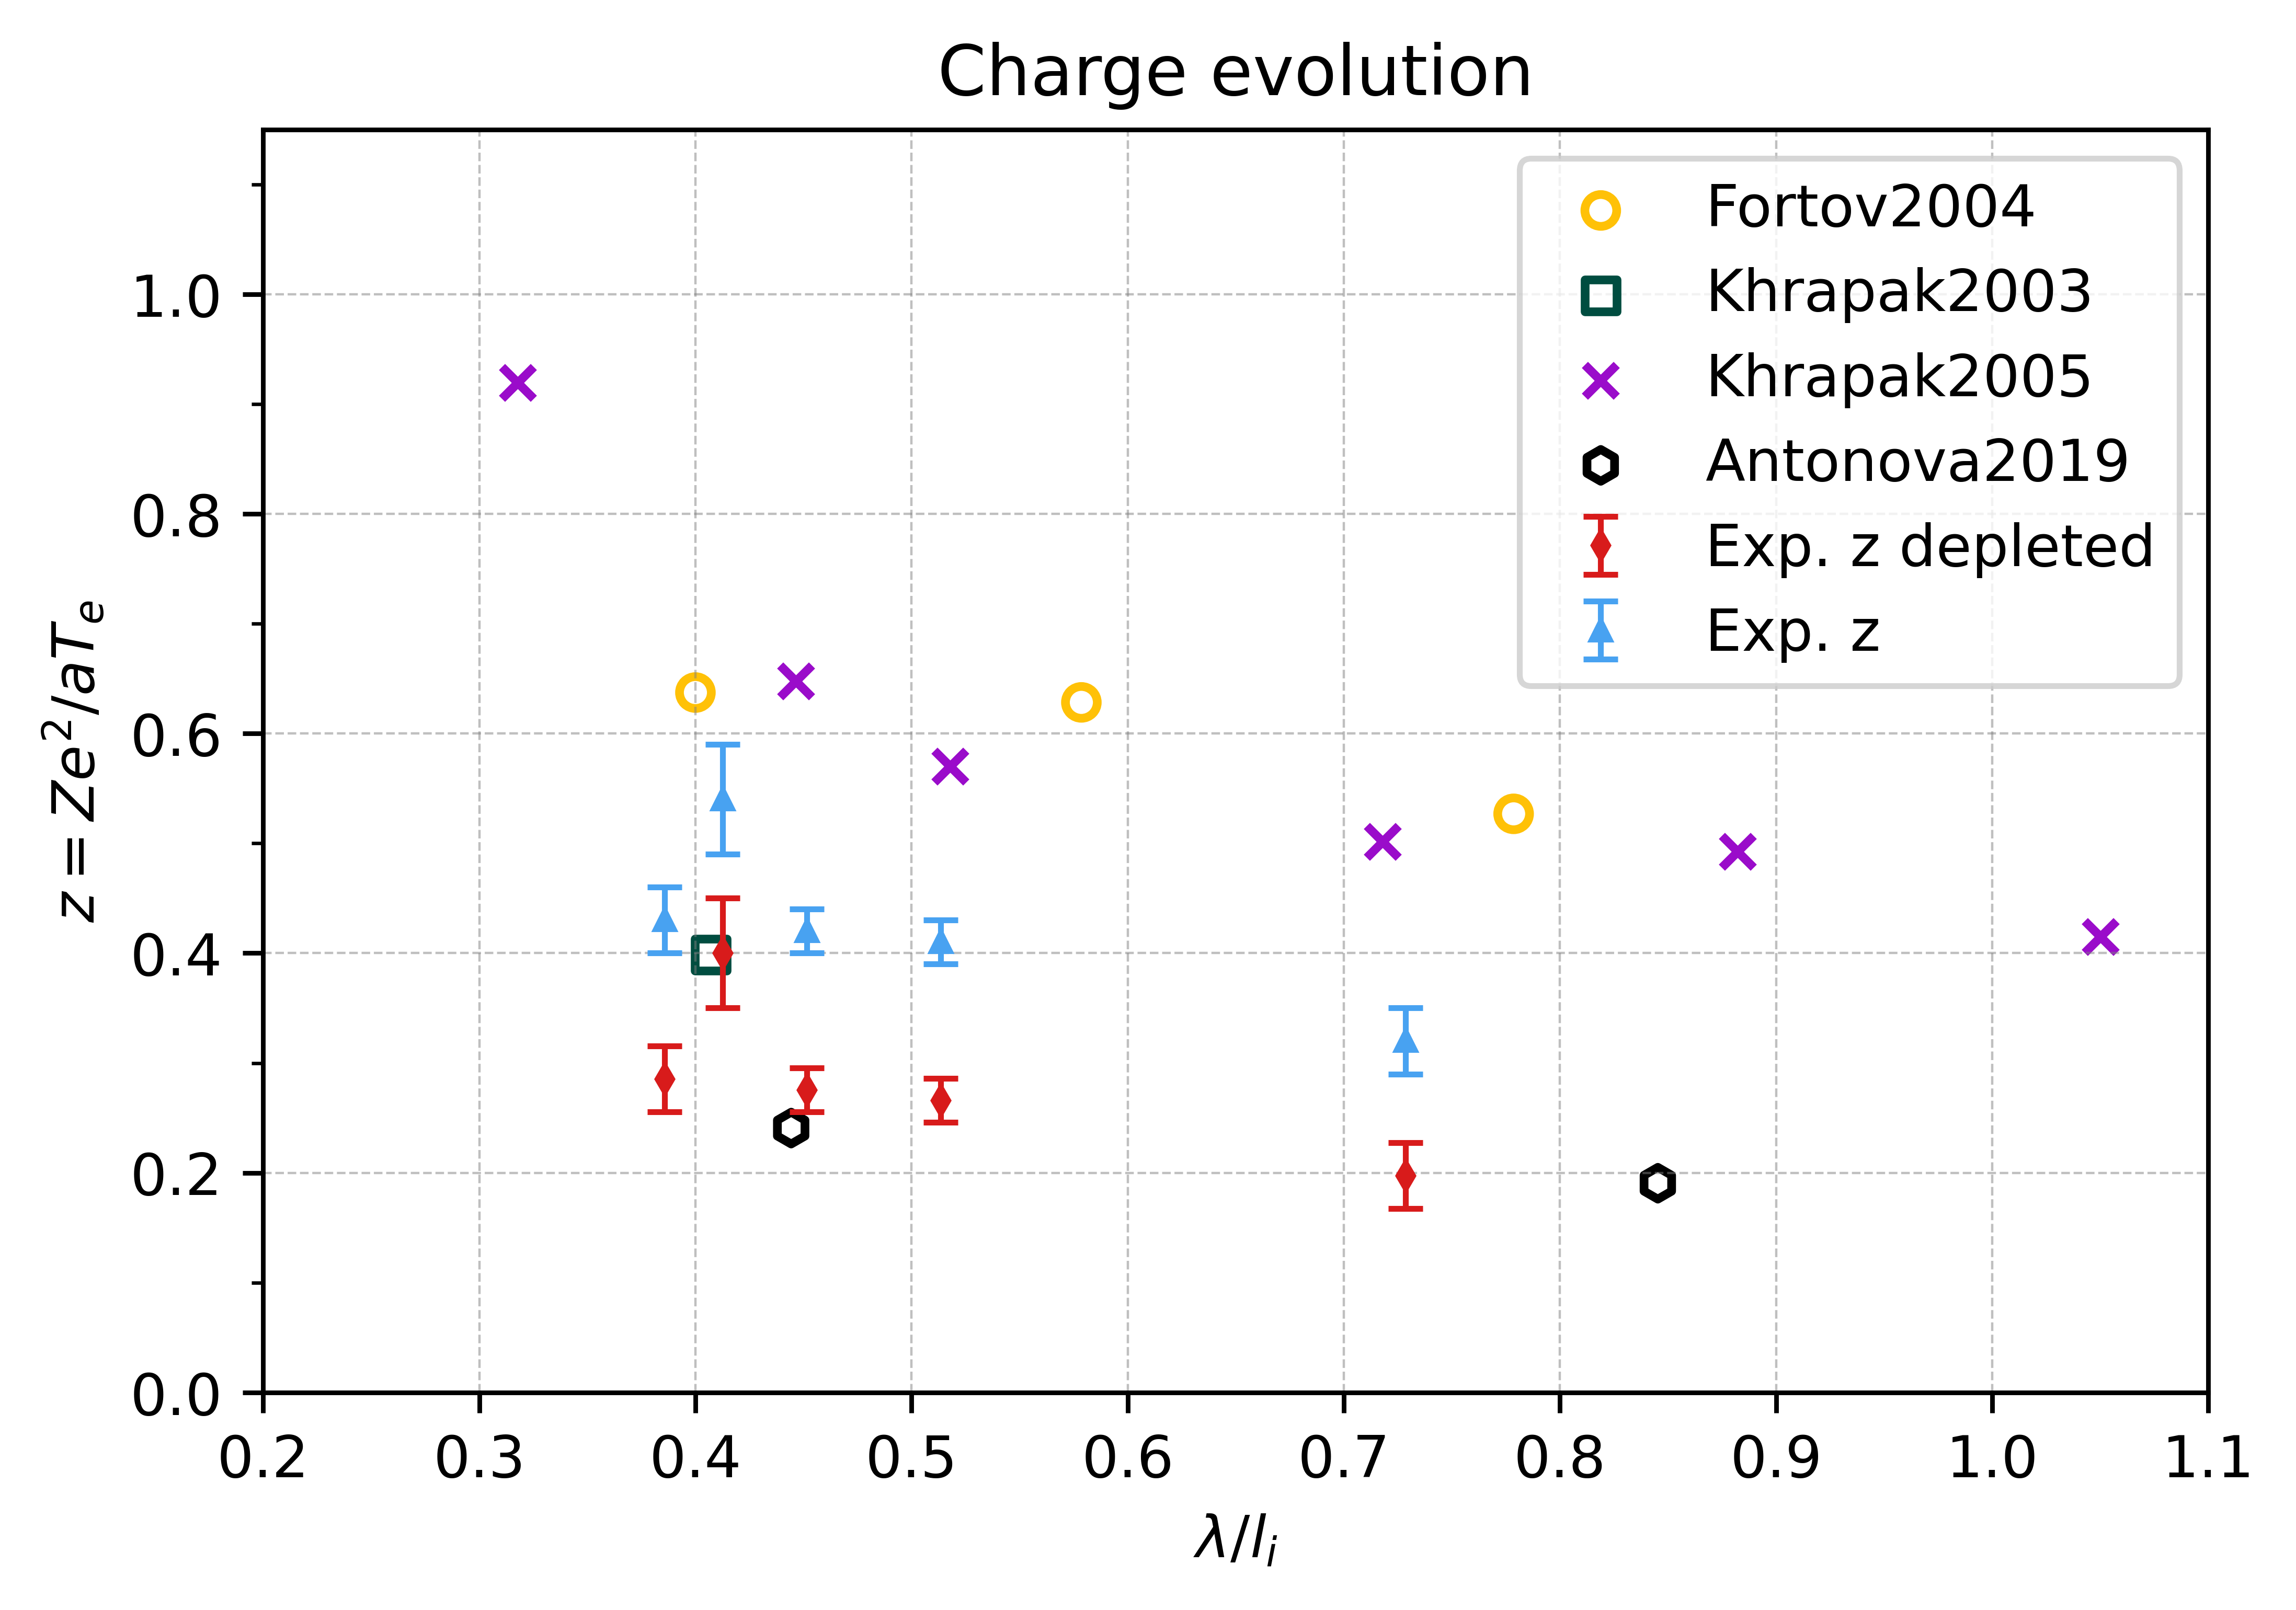 Charge evolution
Fortov2004
Khrapak2003
Khrapak2005
Antonova2019
Exp. z depleted
Exp. z
z = Ze²/aTₑ
1.0
0.8
0.6
0.4
0.2
0.0
0.2 0.3 0.4 0.5 0.6 0.7 0.8 0.9 1.0 1.1
λ/lᵢ